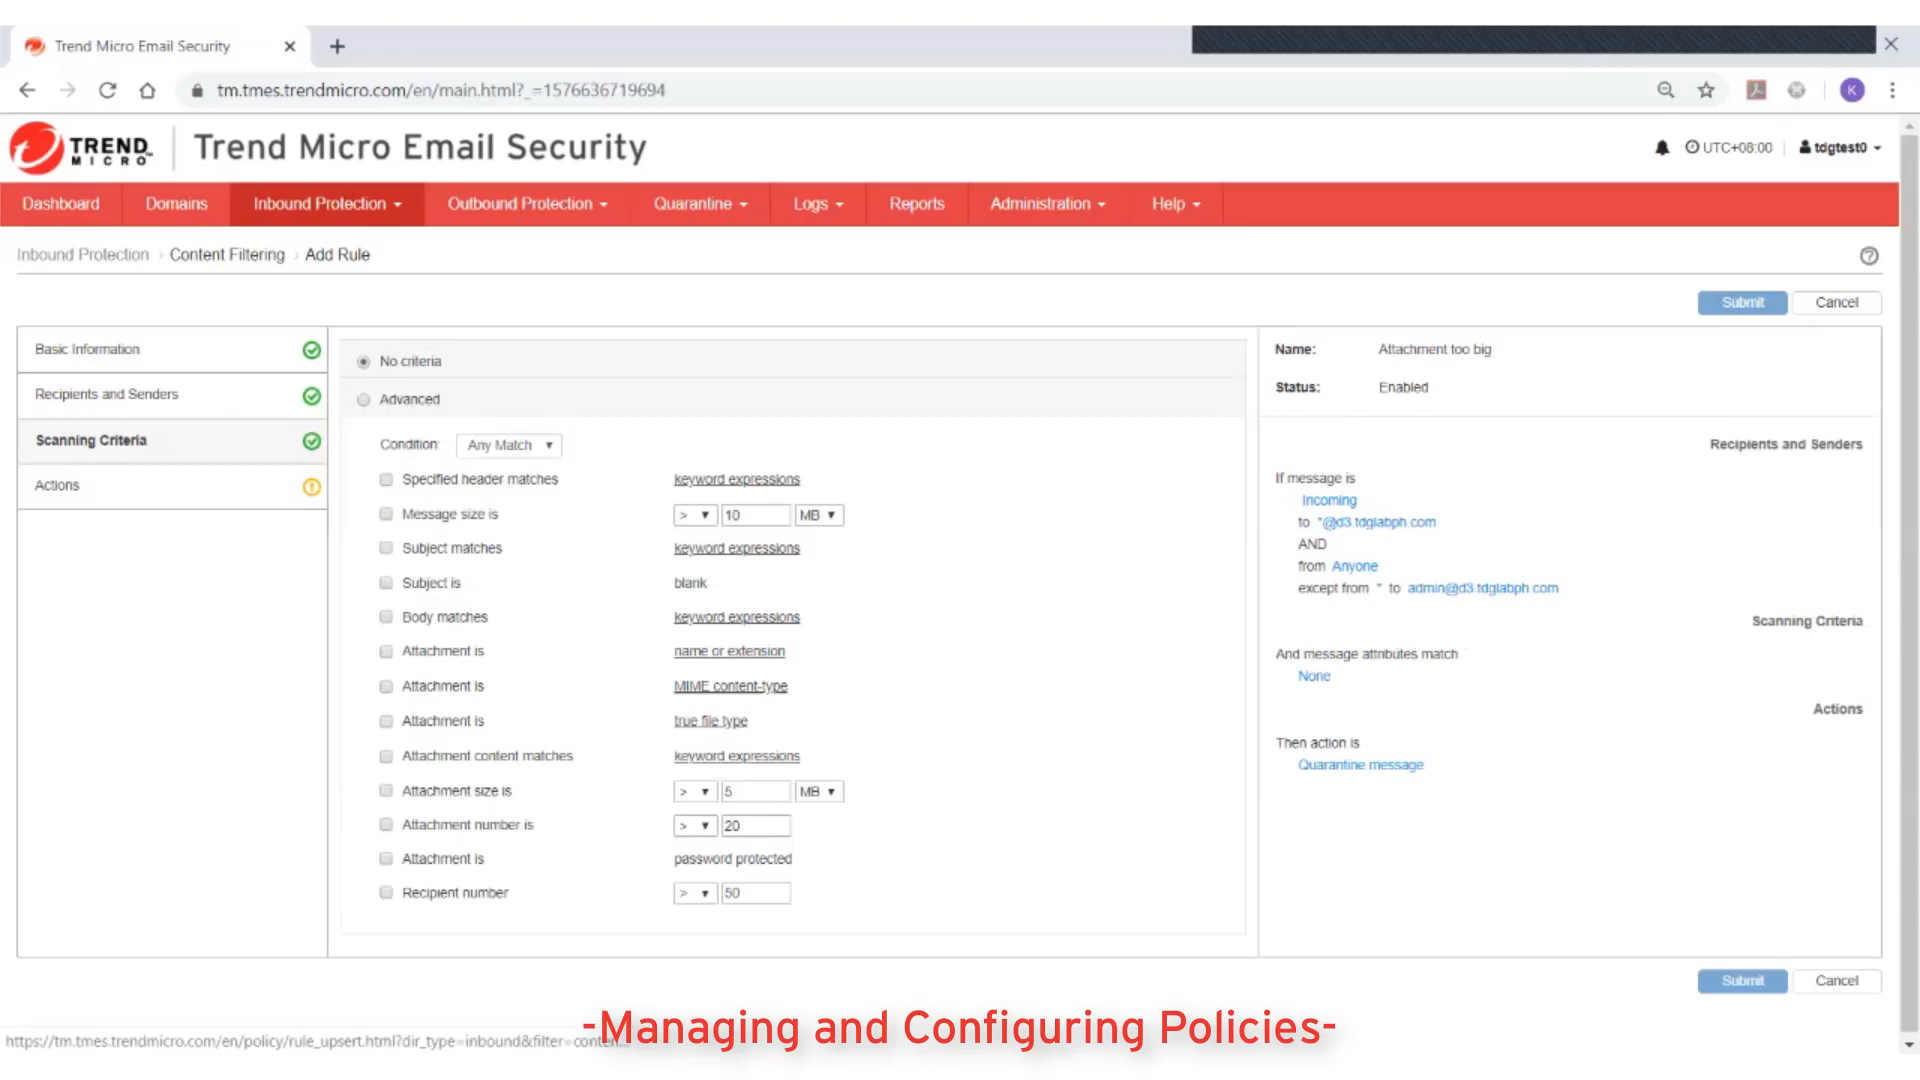 Trend Micro Email Security
tm.tmes.trendmicro.com/en/main.html?_=1576636719694
K
TREND MICRO
Trend Micro Email Security
UTC+08:00
tdgtest0
Dashboard
Domains
Inbound Protection
Outbound Protection
Quarantine
Logs
Reports
Administration
Help
Inbound Protection › Content Filtering › Add Rule
Submit
Cancel
Basic Information
Recipients and Senders
Scanning Criteria
Actions
No criteria
Advanced
Condition: Any Match
Specified header matches keyword expressions
Message size is > 10 MB
Subject matches keyword expressions
Subject is blank
Body matches keyword expressions
Attachment is name or extension
Attachment is MIME content-type
Attachment is true file type
Attachment content matches keyword expressions
Attachment size is > 5 MB
Attachment number is > 20
Attachment is password protected
Recipient number > 50
Name: Attachment too big
Status: Enabled
Recipients and Senders
If message is
Incoming
to *@d3.tdglabph.com
AND
from Anyone
except from * to admin@d3.tdglabph.com
Scanning Criteria
And message attributes match
None
Actions
Then action is
Quarantine message
Submit
Cancel
-Managing and Configuring Policies-
https://tm.tmes.trendmicro.com/en/policy/rule_upsert.html?dir_type=inbound&filter=conten...